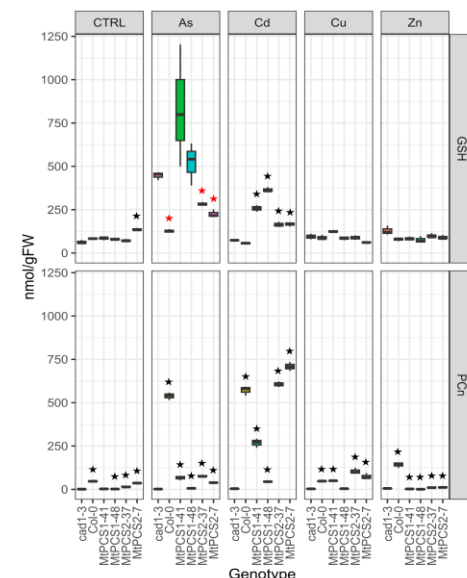 CTRL As Cd Cu Zn
1250
1000
750
500
250
0
GSH
nmol/gFW
1250
1000
750
500
250
0
PCn
cad1-3 Col-0 MtPCS1-41 MtPCS1-48 MtPCS2-37 MtPCS2-7 cad1-3 Col-0 MtPCS1-41 MtPCS1-48 MtPCS2-37 MtPCS2-7 cad1-3 Col-0 MtPCS1-41 MtPCS1-48 MtPCS2-37 MtPCS2-7 cad1-3 Col-0 MtPCS1-41 MtPCS1-48 MtPCS2-37 MtPCS2-7 cad1-3 Col-0 MtPCS1-41 MtPCS1-48 MtPCS2-37 MtPCS2-7
Genotype